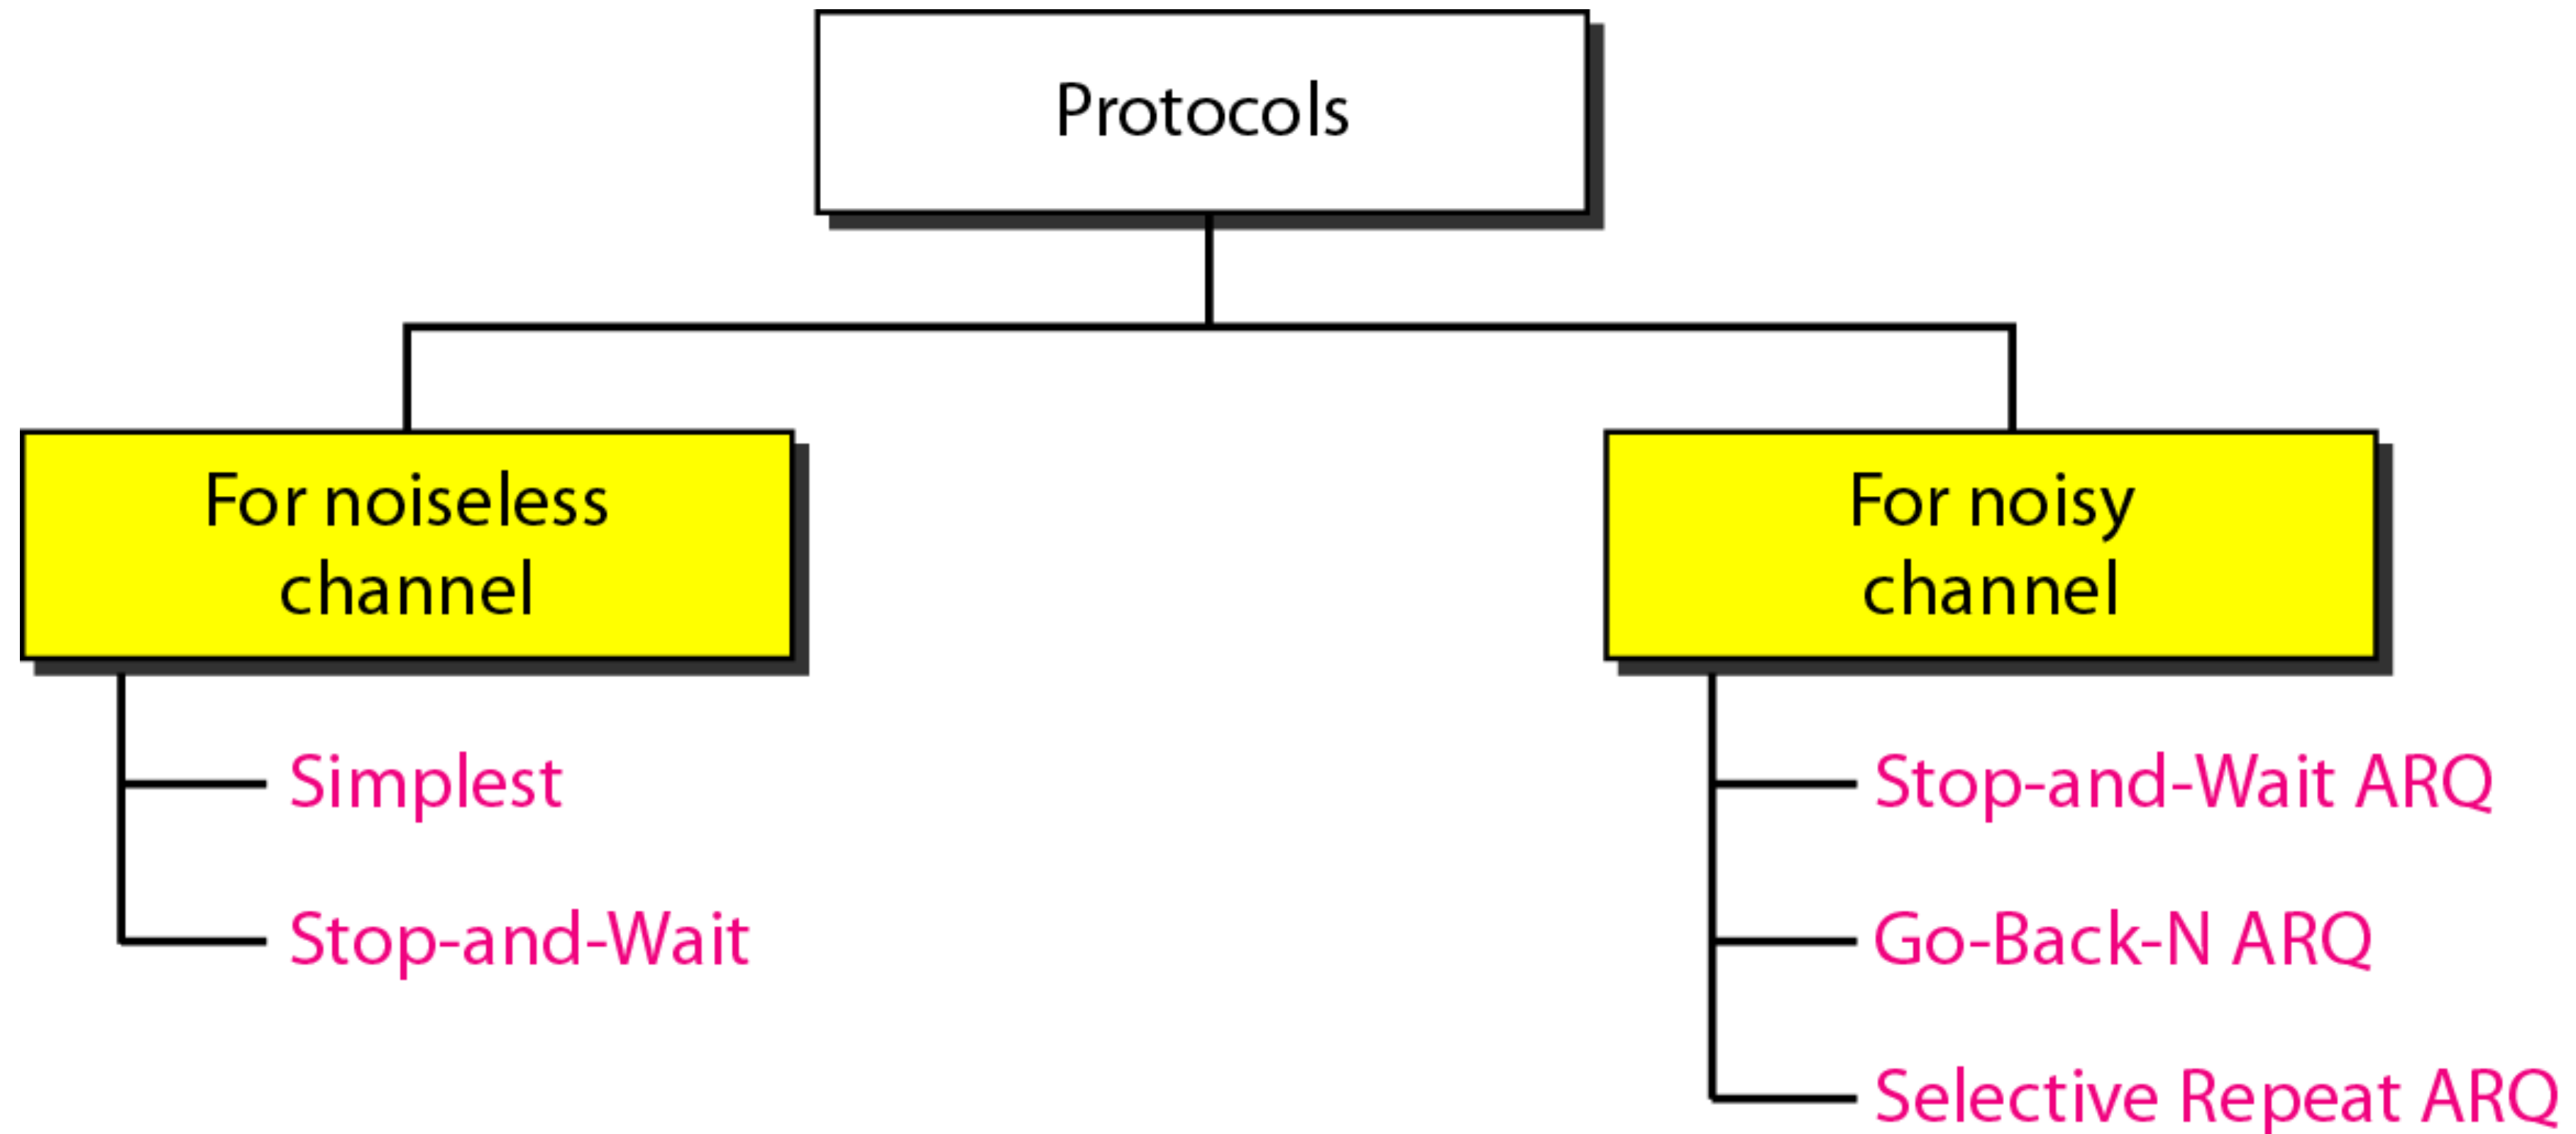 Protocols
For noiseless
channel
Simplest
Stop-and-Wait
For noisy
channel
Stop-and-Wait ARQ
Go-Back-N ARQ
Selective Repeat ARQ